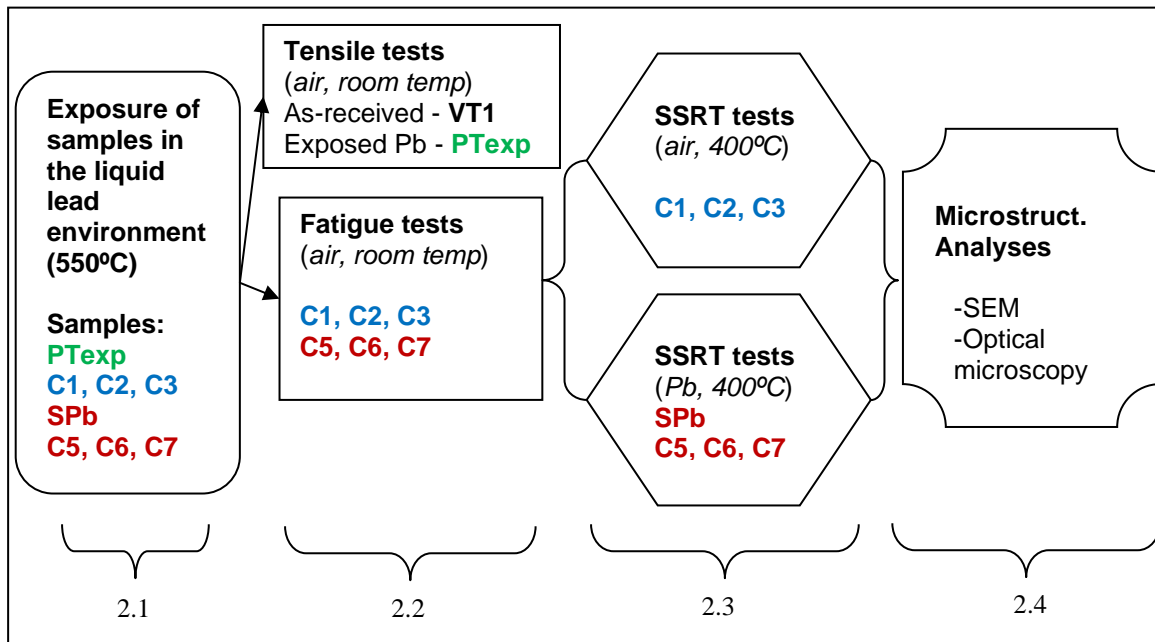 Exposure of
samples in
the liquid
lead
environment
(550ºC)
Samples:
PTexp
C1, C2, C3
SPb
C5, C6, C7
Tensile tests
(air, room temp)
As-received - VT1
Exposed Pb - PTexp
Fatigue tests
(air, room temp)
C1, C2, C3
C5, C6, C7
SSRT tests
(air, 400ºC)
C1, C2, C3
SSRT tests
(Pb, 400ºC)
SPb
C5, C6, C7
Microstruct.
Analyses
-SEM
-Optical
microscopy
2.1
2.2
2.3
2.4